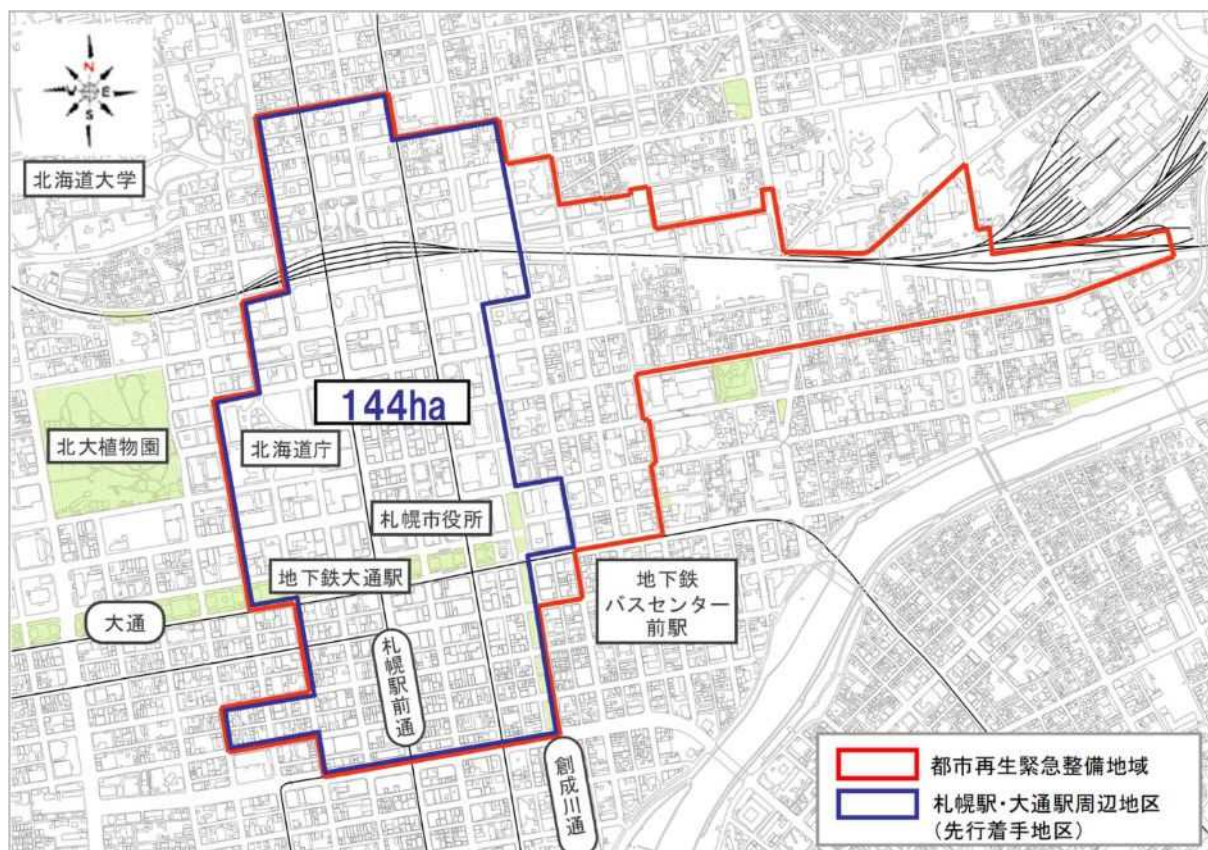 N
W
E
S
北海道大学
144ha
北大植物園
北海道庁
札幌市役所
地下鉄大通駅
地下鉄
バスセンター
前駅
大通
札幌駅前通
創成川通
都市再生緊急整備地域
札幌駅・大通駅周辺地区
(先行着手地区)